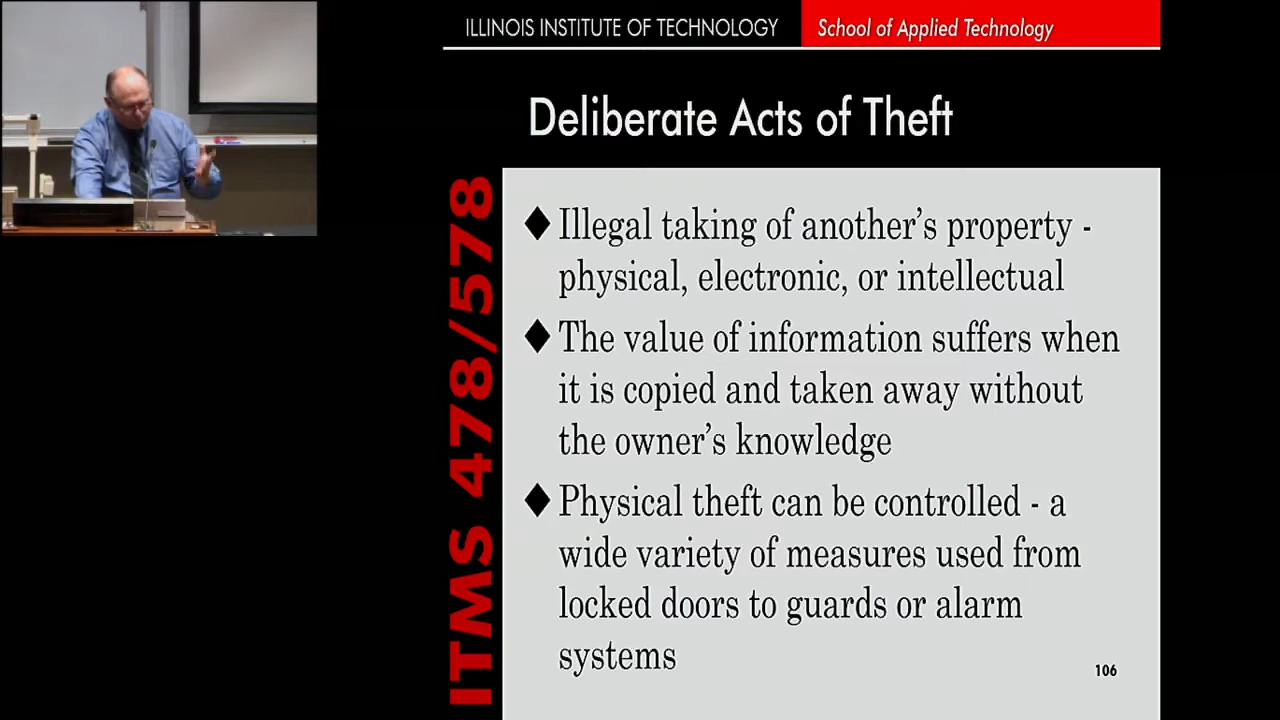 ILLINOIS INSTITUTE OF TECHNOLOGY School of Applied Technology
Deliberate Acts of Theft
ITMS 478/578
♦ Illegal taking of another’s property -
physical, electronic, or intellectual
♦ The value of information suffers when
it is copied and taken away without
the owner’s knowledge
♦ Physical theft can be controlled - a
wide variety of measures used from
locked doors to guards or alarm
systems
106